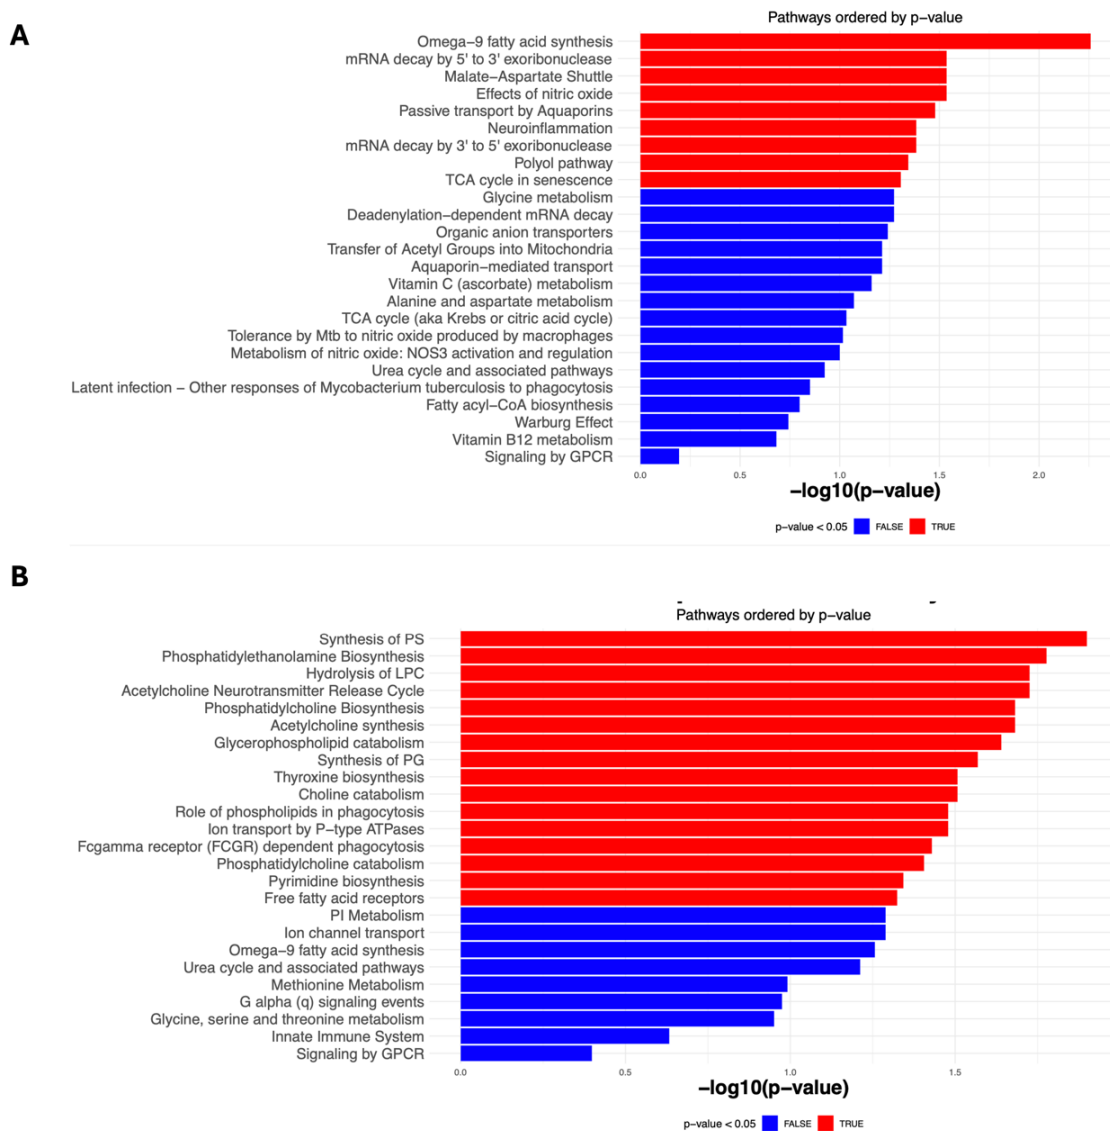 A
Pathways ordered by p-value
Omega-9 fatty acid synthesis
mRNA decay by 5' to 3' exoribonuclease
Malate-Aspartate Shuttle
Effects of nitric oxide
Passive transport by Aquaporins
Neuroinflammation
mRNA decay by 3' to 5' exoribonuclease
Polyol pathway
TCA cycle in senescence
Glycine metabolism
Deadenylation-dependent mRNA decay
Organic anion transporters
Transfer of Acetyl Groups into Mitochondria
Aquaporin-mediated transport
Vitamin C (ascorbate) metabolism
Alanine and aspartate metabolism
TCA cycle (aka Krebs or citric acid cycle)
Tolerance by Mtb to nitric oxide produced by macrophages
Metabolism of nitric oxide: NOS3 activation and regulation
Urea cycle and associated pathways
Latent infection – Other responses of Mycobacterium tuberculosis to phagocytosis
Fatty acyl-CoA biosynthesis
Warburg Effect
Vitamin B12 metabolism
Signaling by GPCR
0.0 0.5 1.0 1.5 2.0
–log10(p-value)
p-value < 0.05 FALSE TRUE
B
Pathways ordered by p-value
Synthesis of PS
Phosphatidylethanolamine Biosynthesis
Hydrolysis of LPC
Acetylcholine Neurotransmitter Release Cycle
Phosphatidylcholine Biosynthesis
Acetylcholine synthesis
Glycerophospholipid catabolism
Synthesis of PG
Thyroxine biosynthesis
Choline catabolism
Role of phospholipids in phagocytosis
Ion transport by P-type ATPases
Fcgamma receptor (FCGR) dependent phagocytosis
Phosphatidylcholine catabolism
Pyrimidine biosynthesis
Free fatty acid receptors
PI Metabolism
Ion channel transport
Omega-9 fatty acid synthesis
Urea cycle and associated pathways
Methionine Metabolism
G alpha (q) signaling events
Glycine, serine and threonine metabolism
Innate Immune System
Signaling by GPCR
0.0 0.5 1.0 1.5
–log10(p-value)
p-value < 0.05 FALSE TRUE